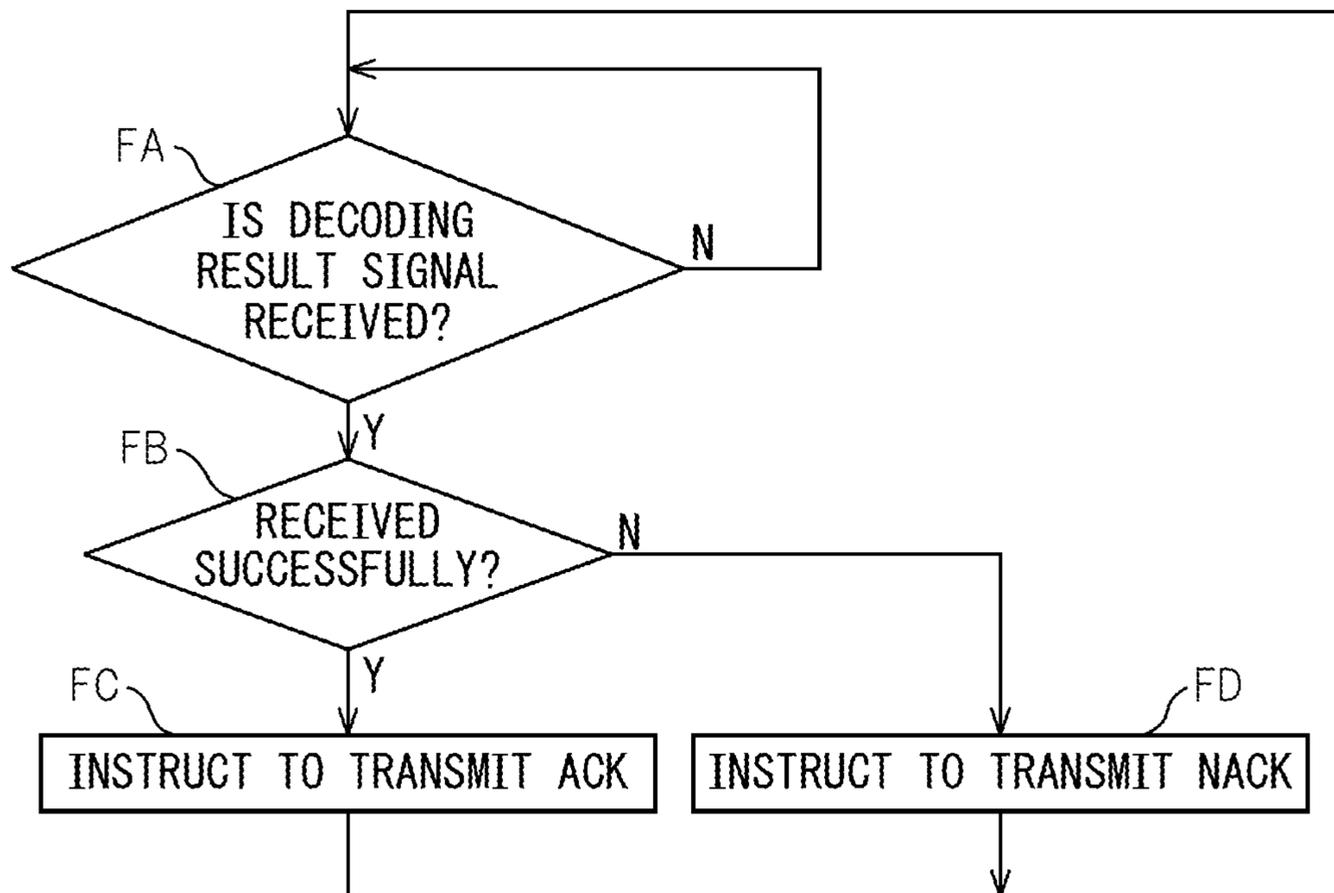 FA
IS DECODING
RESULT SIGNAL
RECEIVED?
N
Y
FB
RECEIVED
SUCCESSFULLY?
N
Y
FC
INSTRUCT TO TRANSMIT ACK
FD
INSTRUCT TO TRANSMIT NACK